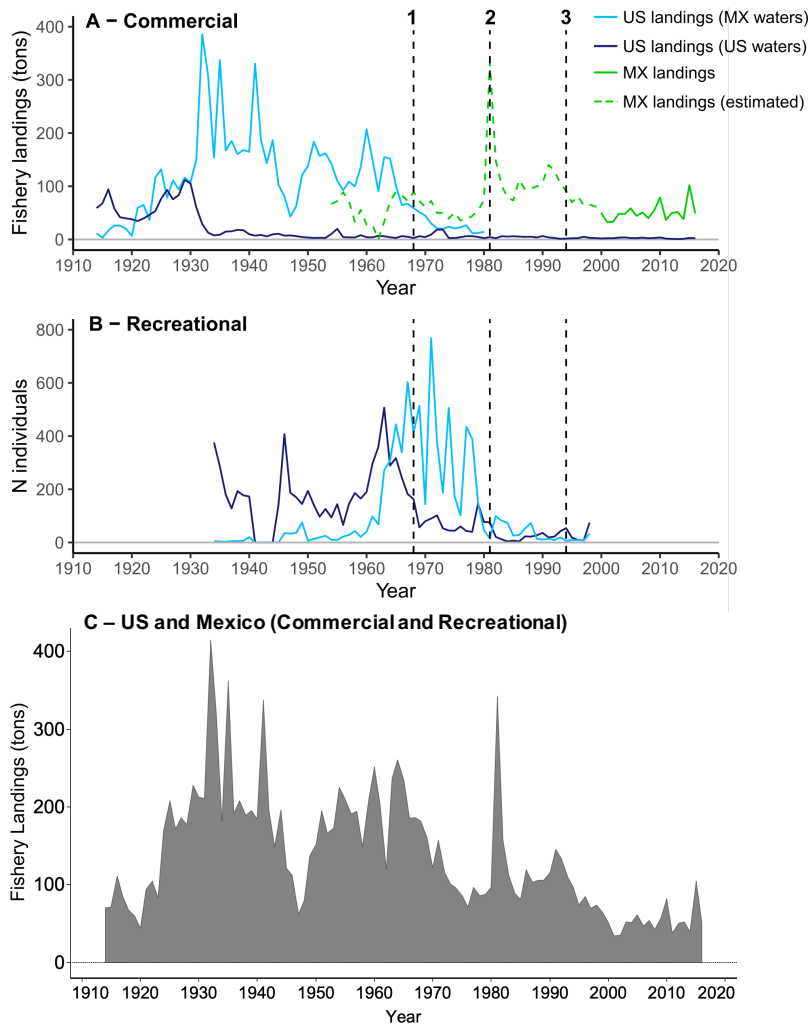 1 2 3
A − Commercial
US landings (MX waters)
US landings (US waters)
MX landings
MX landings (estimated)
Fishery landings (tons)
400
300
200
100
0
1910 1920 1930 1940 1950 1960 1970 1980 1990 2000 2010 2020
Year
B − Recreational
N individuals
800
600
400
200
0
1910 1920 1930 1940 1950 1960 1970 1980 1990 2000 2010 2020
Year
C – US and Mexico (Commercial and Recreational)
Fishery Landings (tons)
400
300
200
100
0
1910 1920 1930 1940 1950 1960 1970 1980 1990 2000 2010 2020
Year